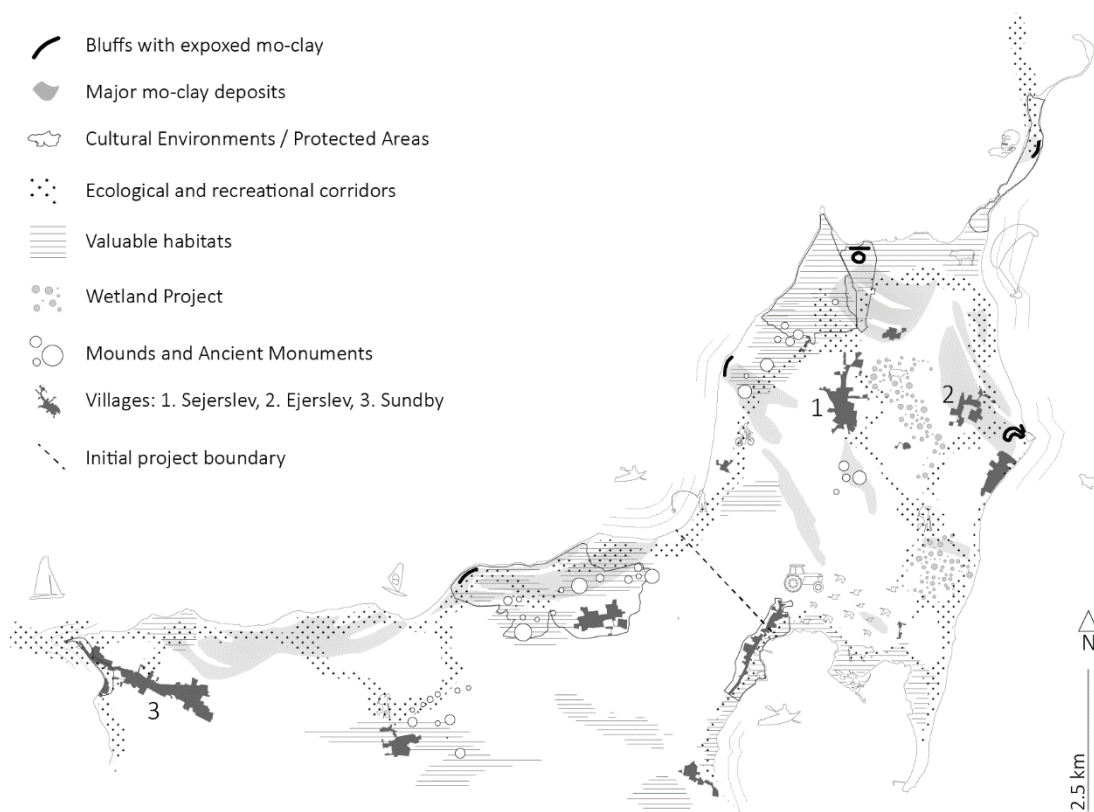 Bluffs with expoxed mo-clay
Major mo-clay deposits
Cultural Environments / Protected Areas
Ecological and recreational corridors
Valuable habitats
Wetland Project
Mounds and Ancient Monuments
Villages: 1. Sejerslev, 2. Ejerslev, 3. Sundby
Initial project boundary
1
2
3
N
2.5 km